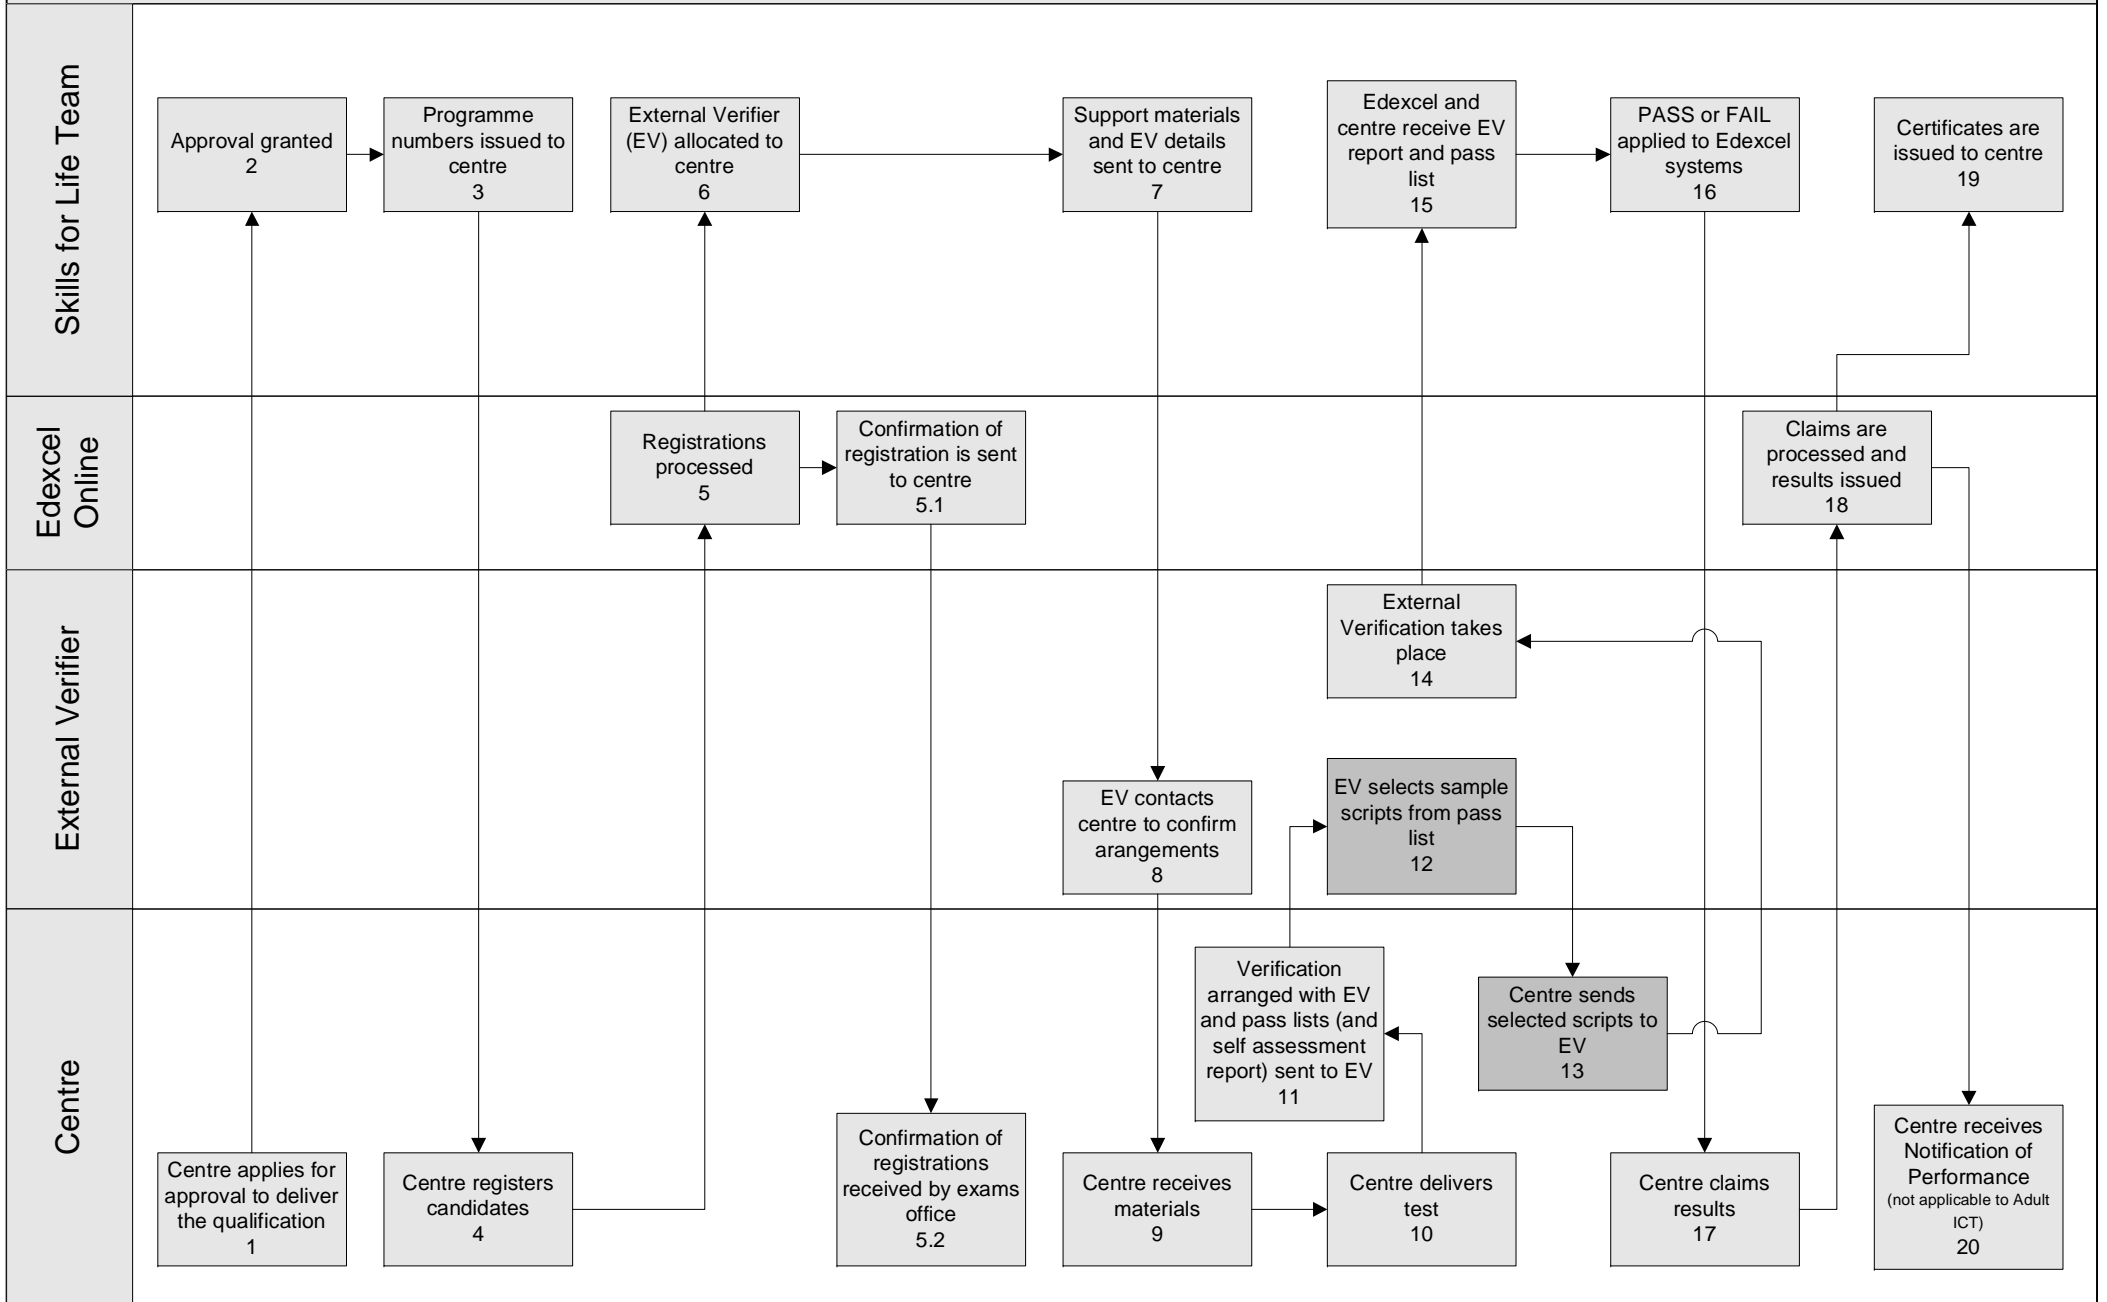 Skills for Life Team
Approval granted
2
Programme
numbers issued to
centre
3
External Verifier
(EV) allocated to
centre
6
Support materials
and EV details
sent to centre
7
Edexcel and
centre receive EV
report and pass
list
15
PASS or FAIL
applied to Edexcel
systems
16
Certificates are
issued to centre
19
Edexcel
Online
Registrations
processed
5
Confirmation of
registration is sent
to centre
5.1
Claims are
processed and
results issued
18
External Verifier
External
Verification takes
place
14
EV contacts
centre to confirm
arangements
8
EV selects sample
scripts from pass
list
12
Centre
Centre applies for
approval to deliver
the qualification
1
Centre registers
candidates
4
Confirmation of
registrations
received by exams
office
5.2
Centre receives
materials
9
Verification
arranged with EV
and pass lists (and
self assessment
report) sent to EV
11
Centre delivers
test
10
Centre sends
selected scripts to
EV
13
Centre claims
results
17
Centre receives
Notification of
Performance
(not applicable to Adult
ICT)
20